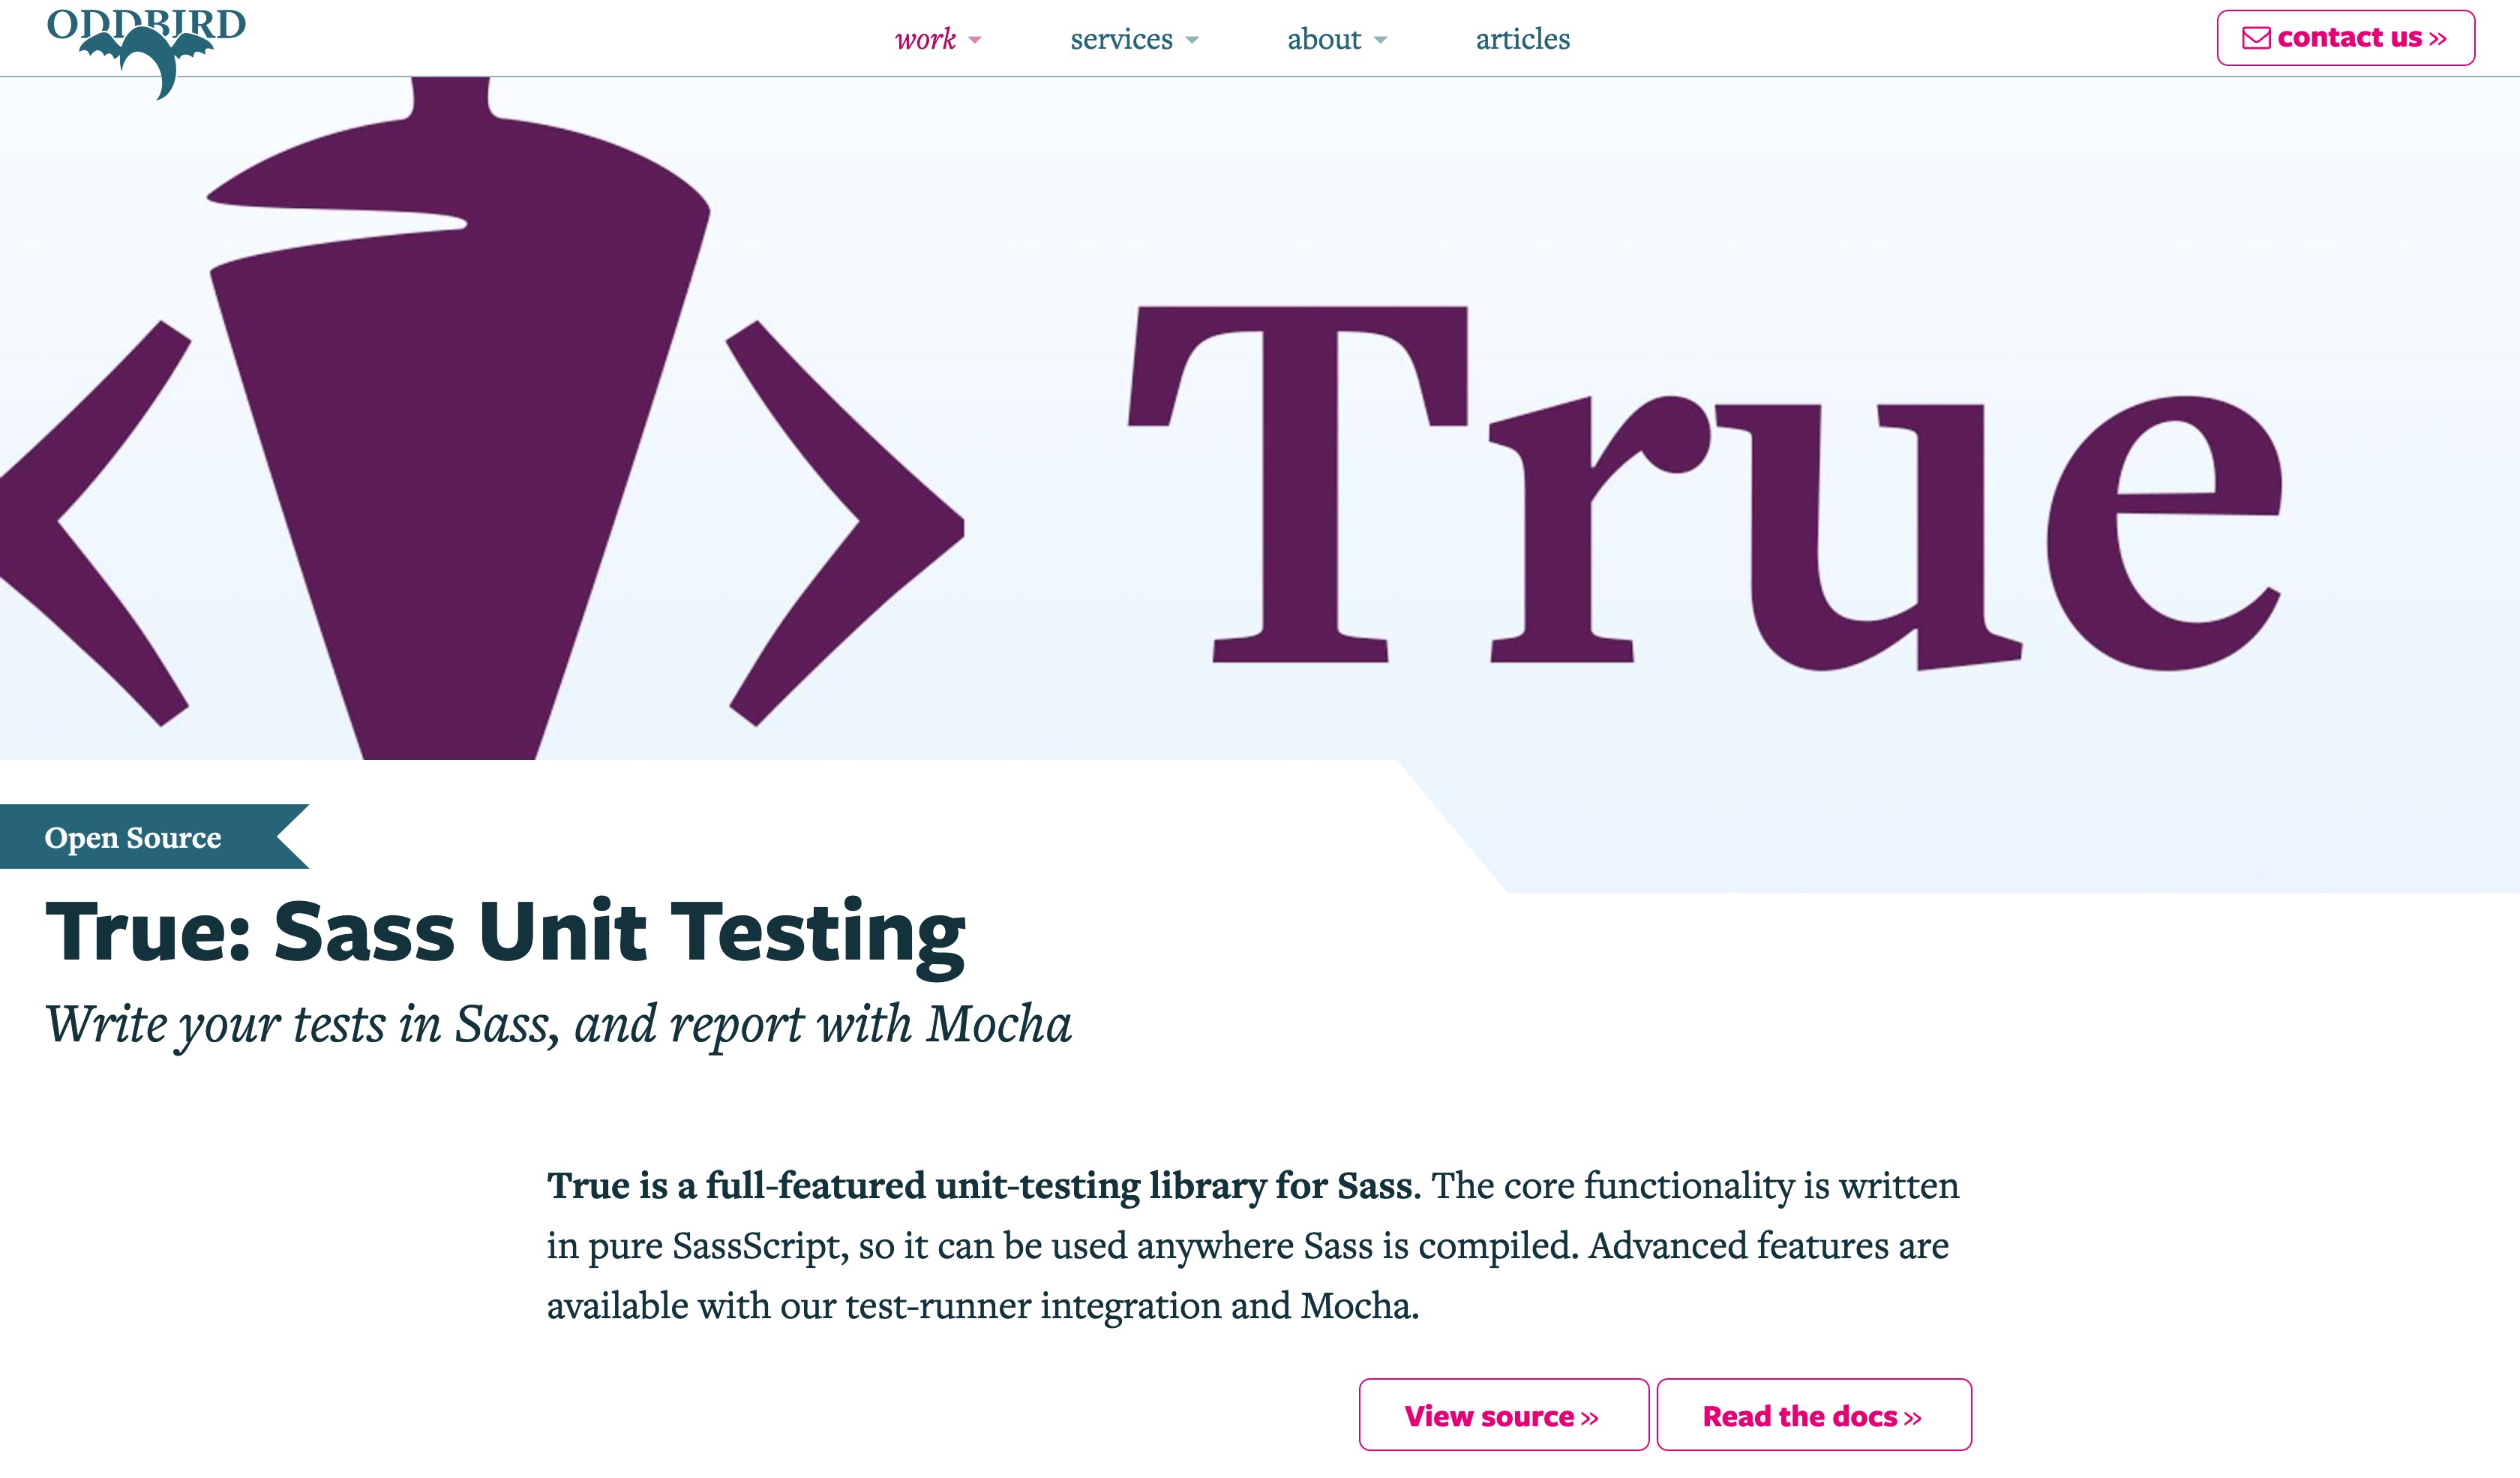 ODDBIRD
work
services
about
articles
contact us »
True
Open Source
True: Sass Unit Testing
Write your tests in Sass, and report with Mocha
True is a full-featured unit-testing library for Sass. The core functionality is written
in pure SassScript, so it can be used anywhere Sass is compiled. Advanced features are
available with our test-runner integration and Mocha.
View source »
Read the docs »